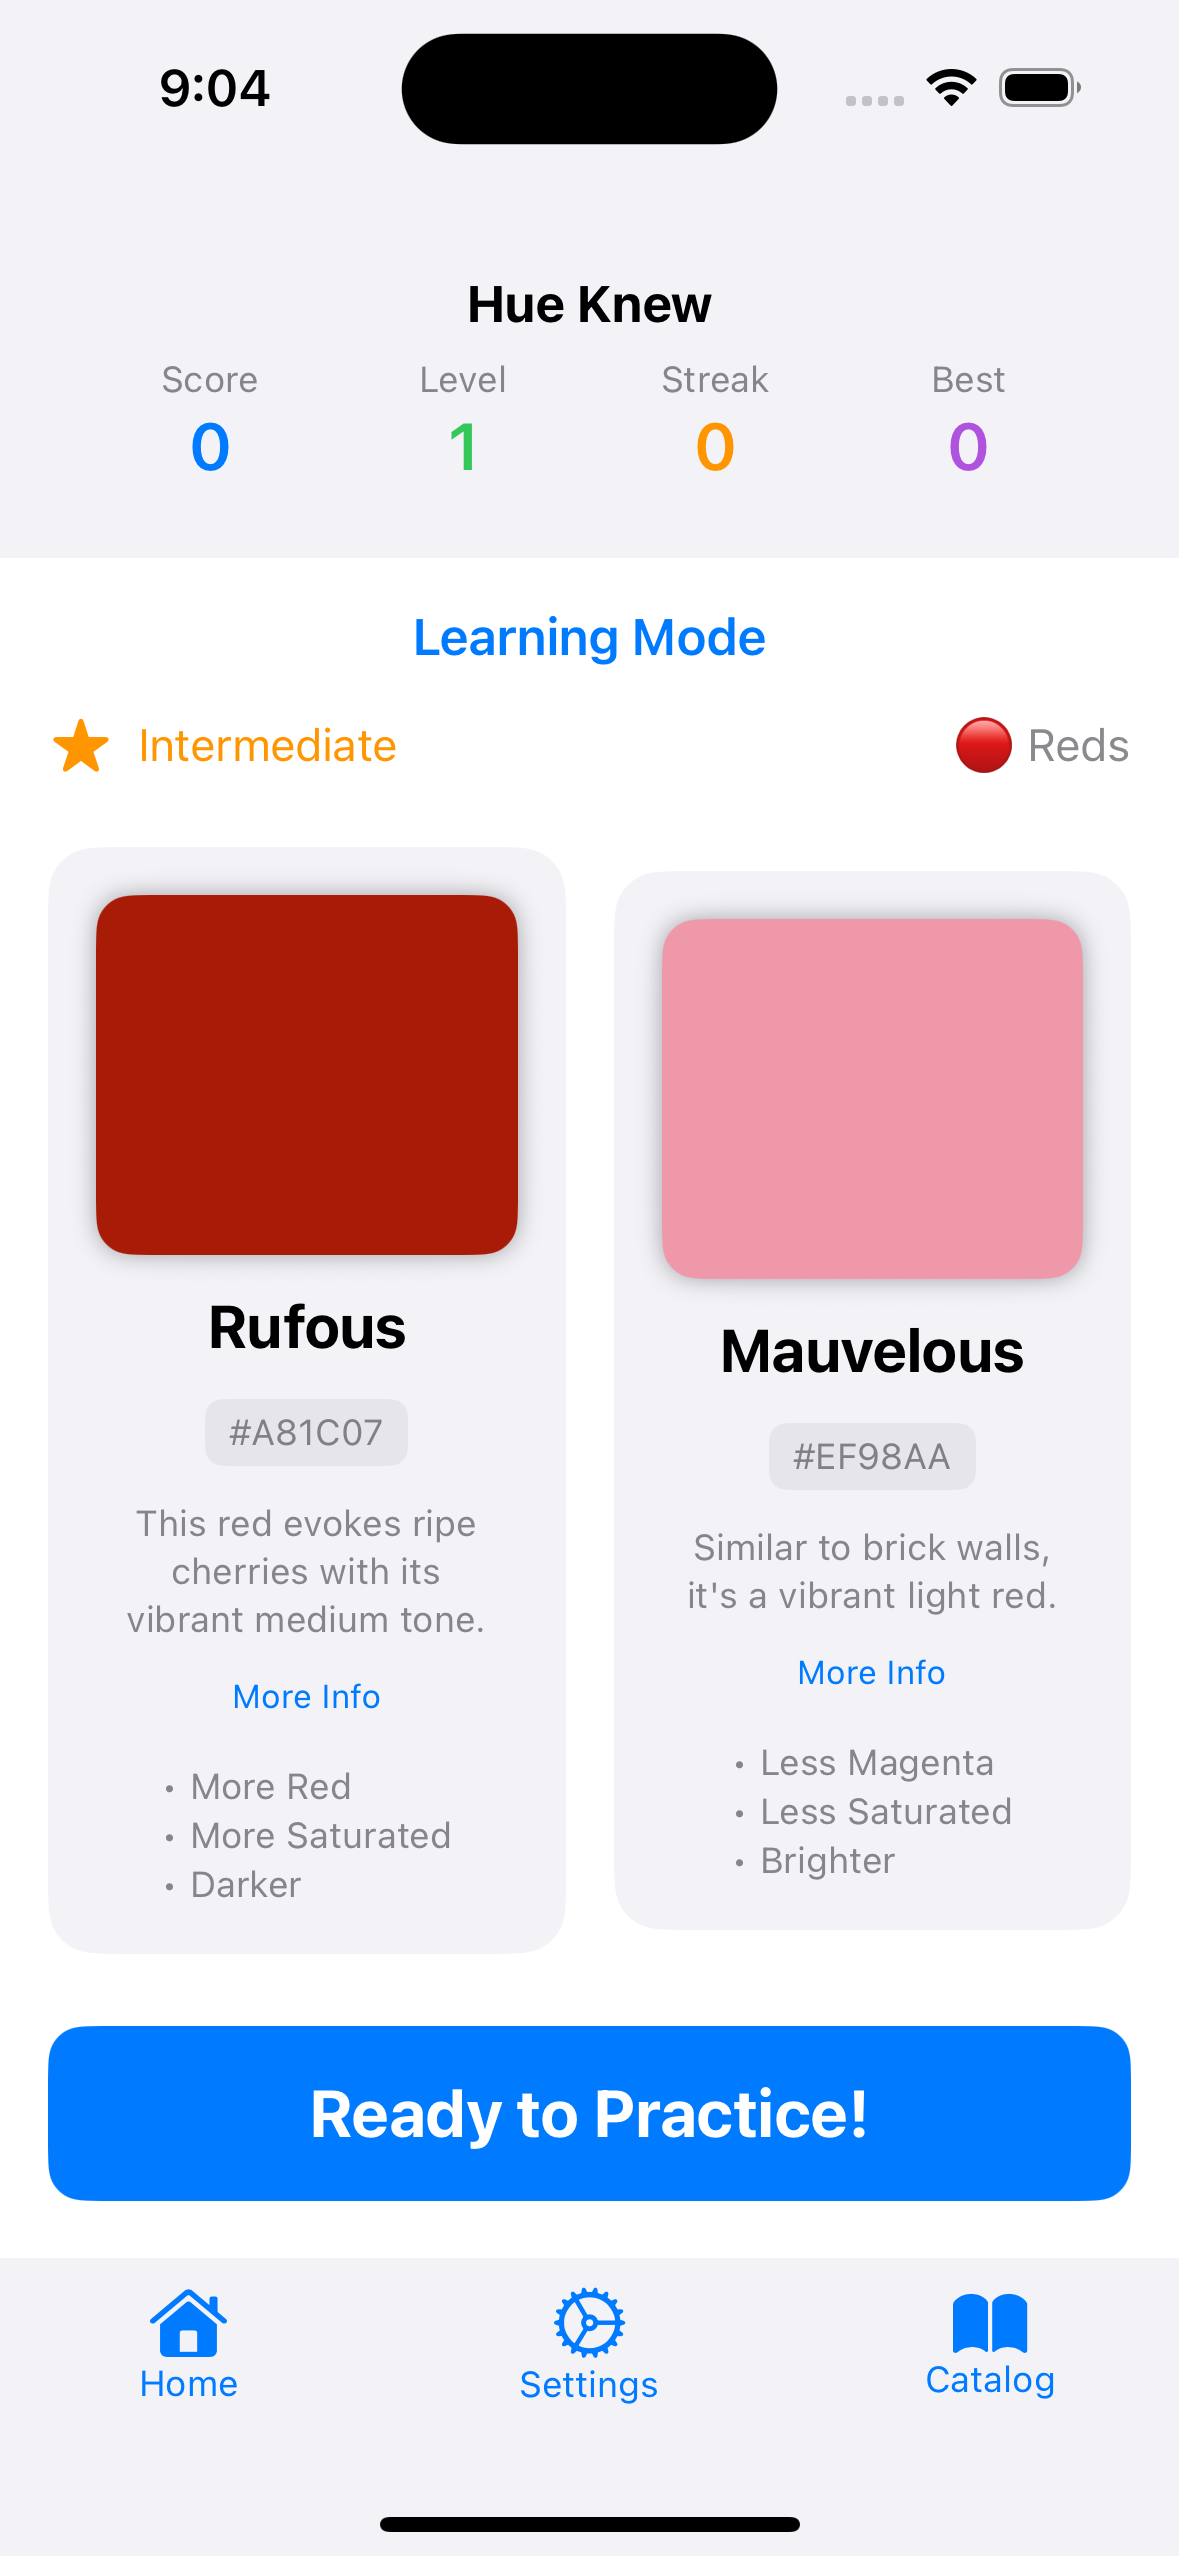 9:04
Hue Knew
Score Level Streak Best
0 1 0 0
Learning Mode
Intermediate
Reds
Rufous
#A81C07
This red evokes ripe
cherries with its
vibrant medium tone.
More Info
• More Red
• More Saturated
• Darker
Mauvelous
#EF98AA
Similar to brick walls,
it's a vibrant light red.
More Info
• Less Magenta
• Less Saturated
• Brighter
Ready to Practice!
Home Settings Catalog